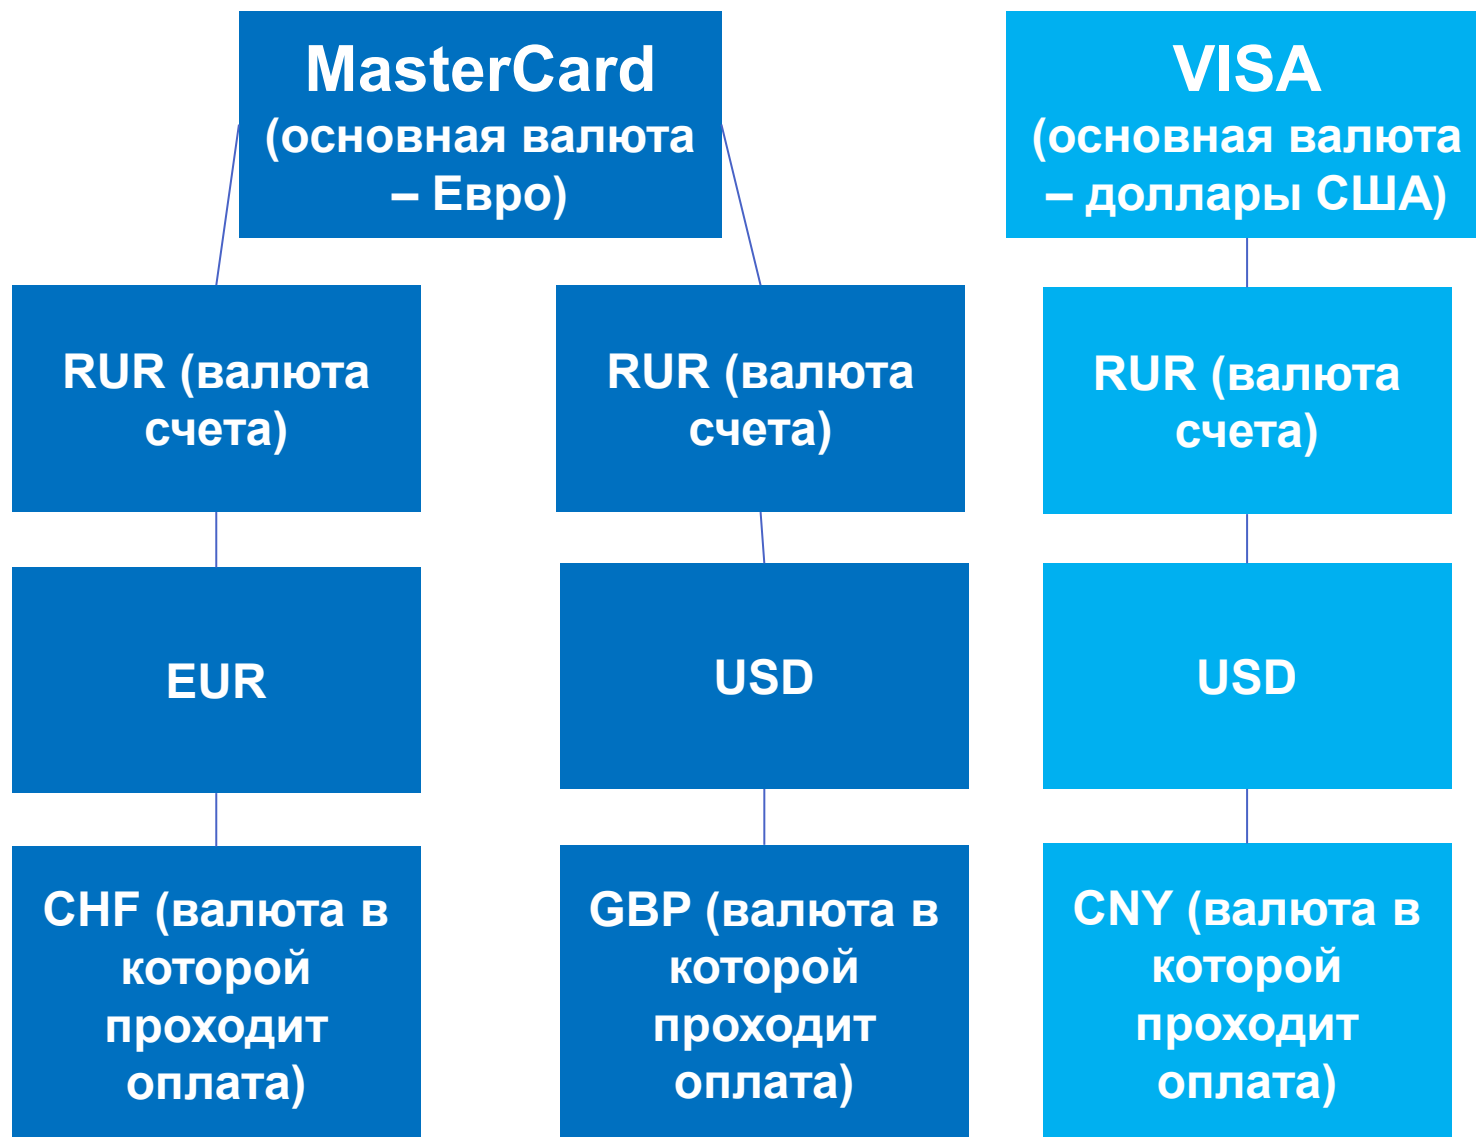 MasterCard
(основная валюта
– Евро)
VISA
(основная валюта
– доллары США)
RUR (валюта
счета)
RUR (валюта
счета)
RUR (валюта
счета)
EUR
USD
USD
CHF (валюта в
которой
проходит
оплата)
GBP (валюта в
которой
проходит
оплата)
CNY (валюта в
которой
проходит
оплата)